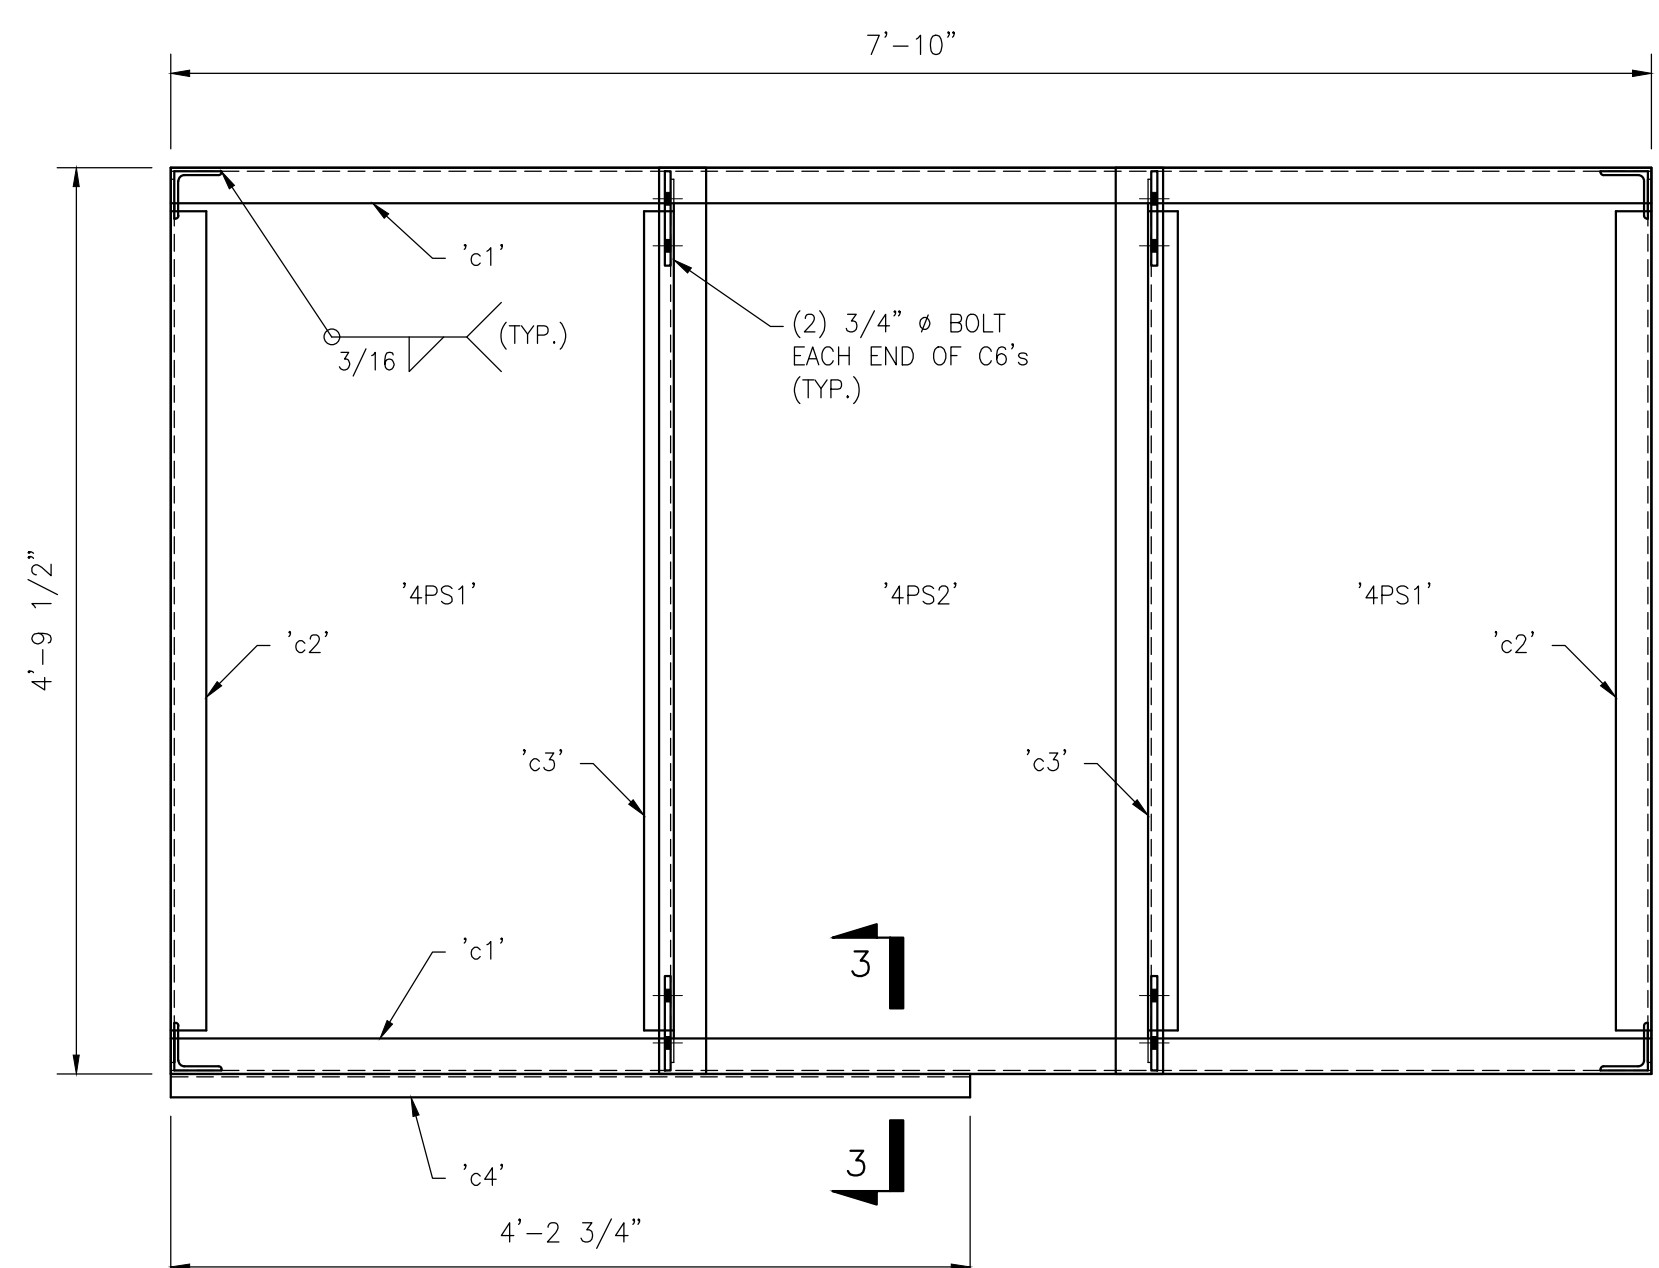 7'-10"
'c1'
3/16
(TYP.)
(2) 3/4" ø BOLT
EACH END OF C6's
(TYP.)
4'-9 1/2"
'4PS1'
'4PS2'
'4PS1'
'c2'
'c2'
'c3'
'c3'
'c1'
3
3
'c4'
4'-2 3/4"